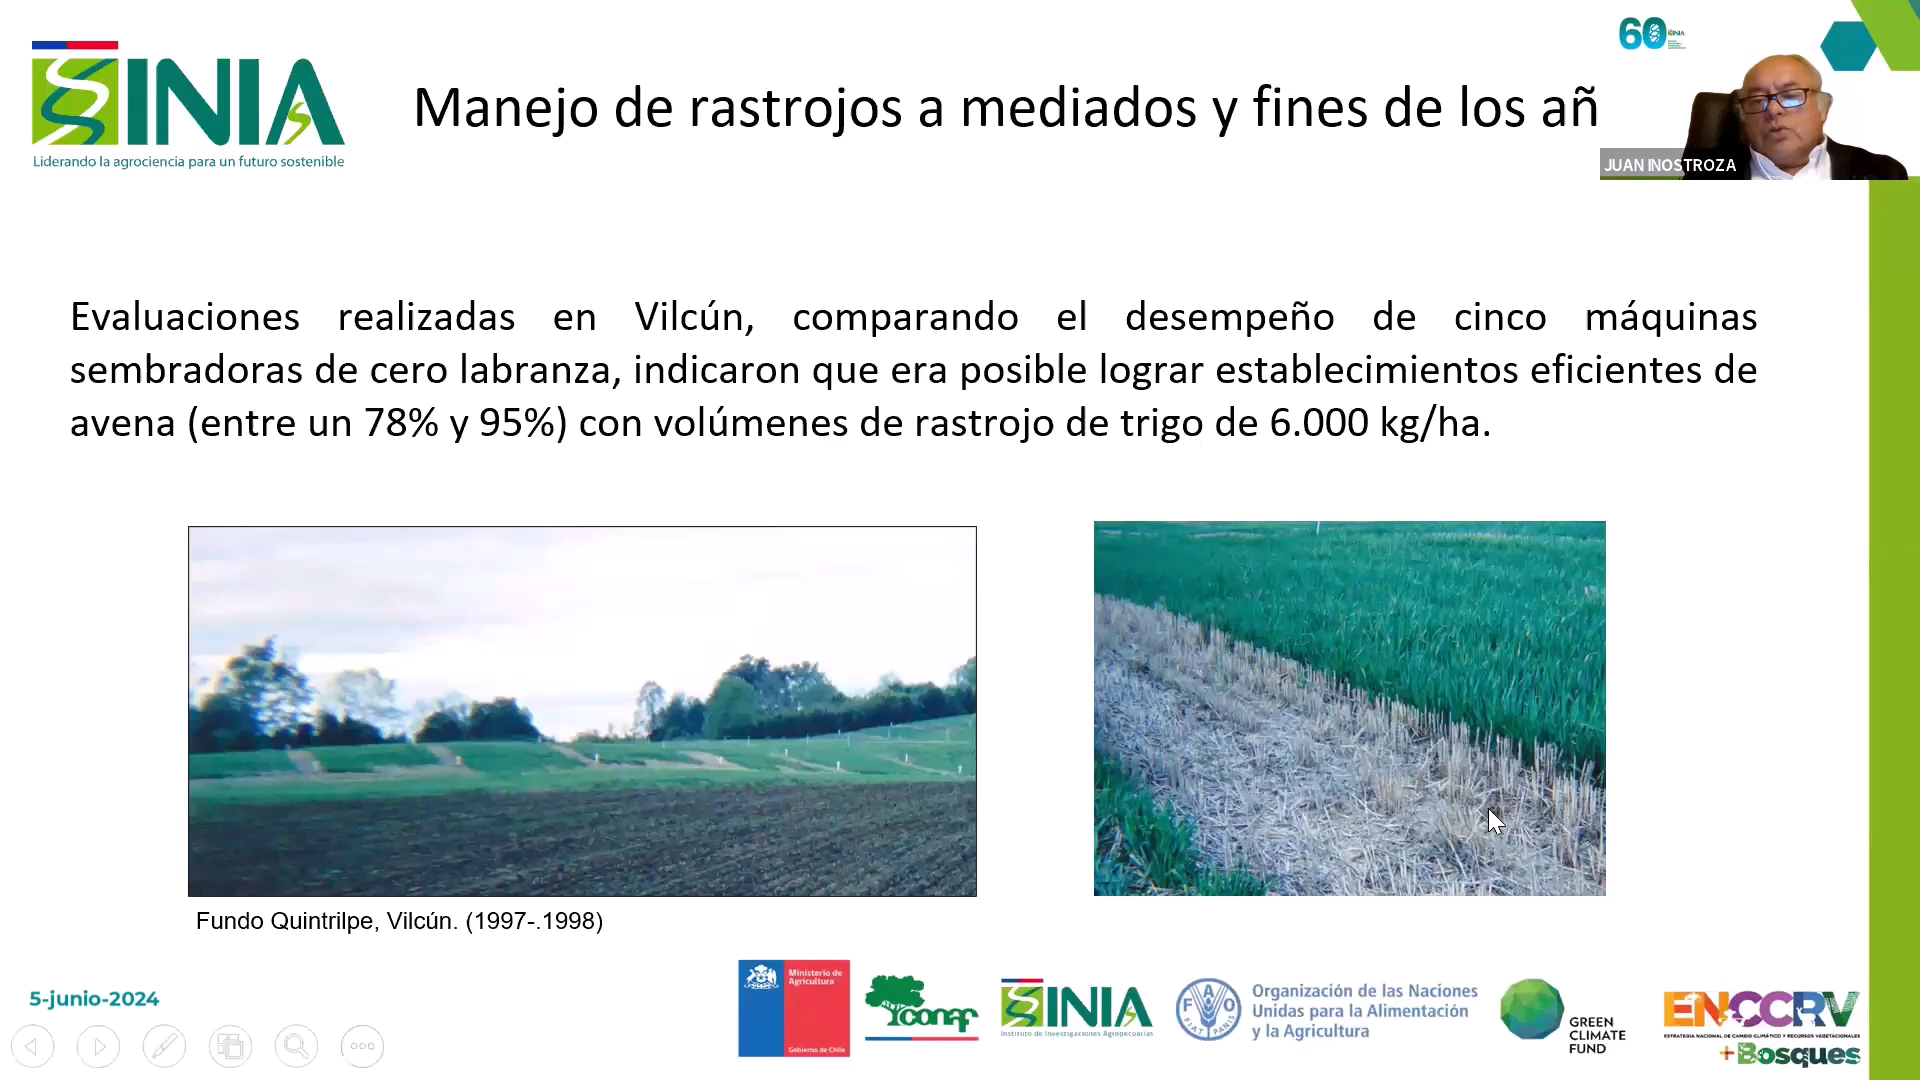 60
INIA
INIA
Liderando la agrociencia para un futuro sostenible
Manejo de rastrojos a mediados y fines de los añ
JUAN INOSTROZA
Evaluaciones realizadas en Vilcún, comparando el desempeño de cinco máquinas
sembradoras de cero labranza, indicaron que era posible lograr establecimientos eficientes de
avena (entre un 78% y 95%) con volúmenes de rastrojo de trigo de 6.000 kg/ha.
Fundo Quintrilpe, Vilcún. (1997-.1998)
5-junio-2024
Ministerio de
Agricultura
Gobierno de Chile
conaf
INIA
Instituto de Investigaciones Agropecuarias
FAO
FIAT PANIS
Organización de las Naciones
Unidas para la Alimentación
y la Agricultura
GREEN
CLIMATE
FUND
ENCCRV
ESTRATEGIA NACIONAL DE CAMBIO CLIMÁTICO Y RECURSOS VEGETACIONALES
+Bosques